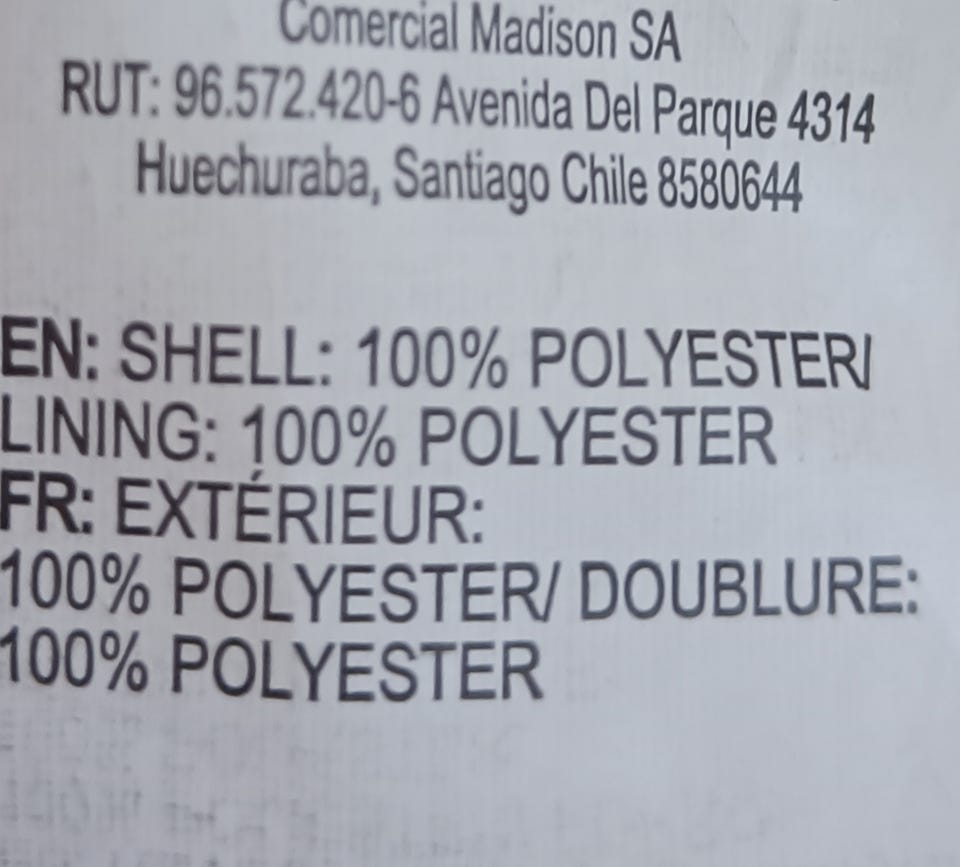 Comercial Madison SA
RUT: 96.572.420-6 Avenida Del Parque 4314
Huechuraba, Santiago Chile 8580644
EN: SHELL: 100% POLYESTER/
LINING: 100% POLYESTER
FR: EXTÉRIEUR:
100% POLYESTER/ DOUBLURE:
100% POLYESTER